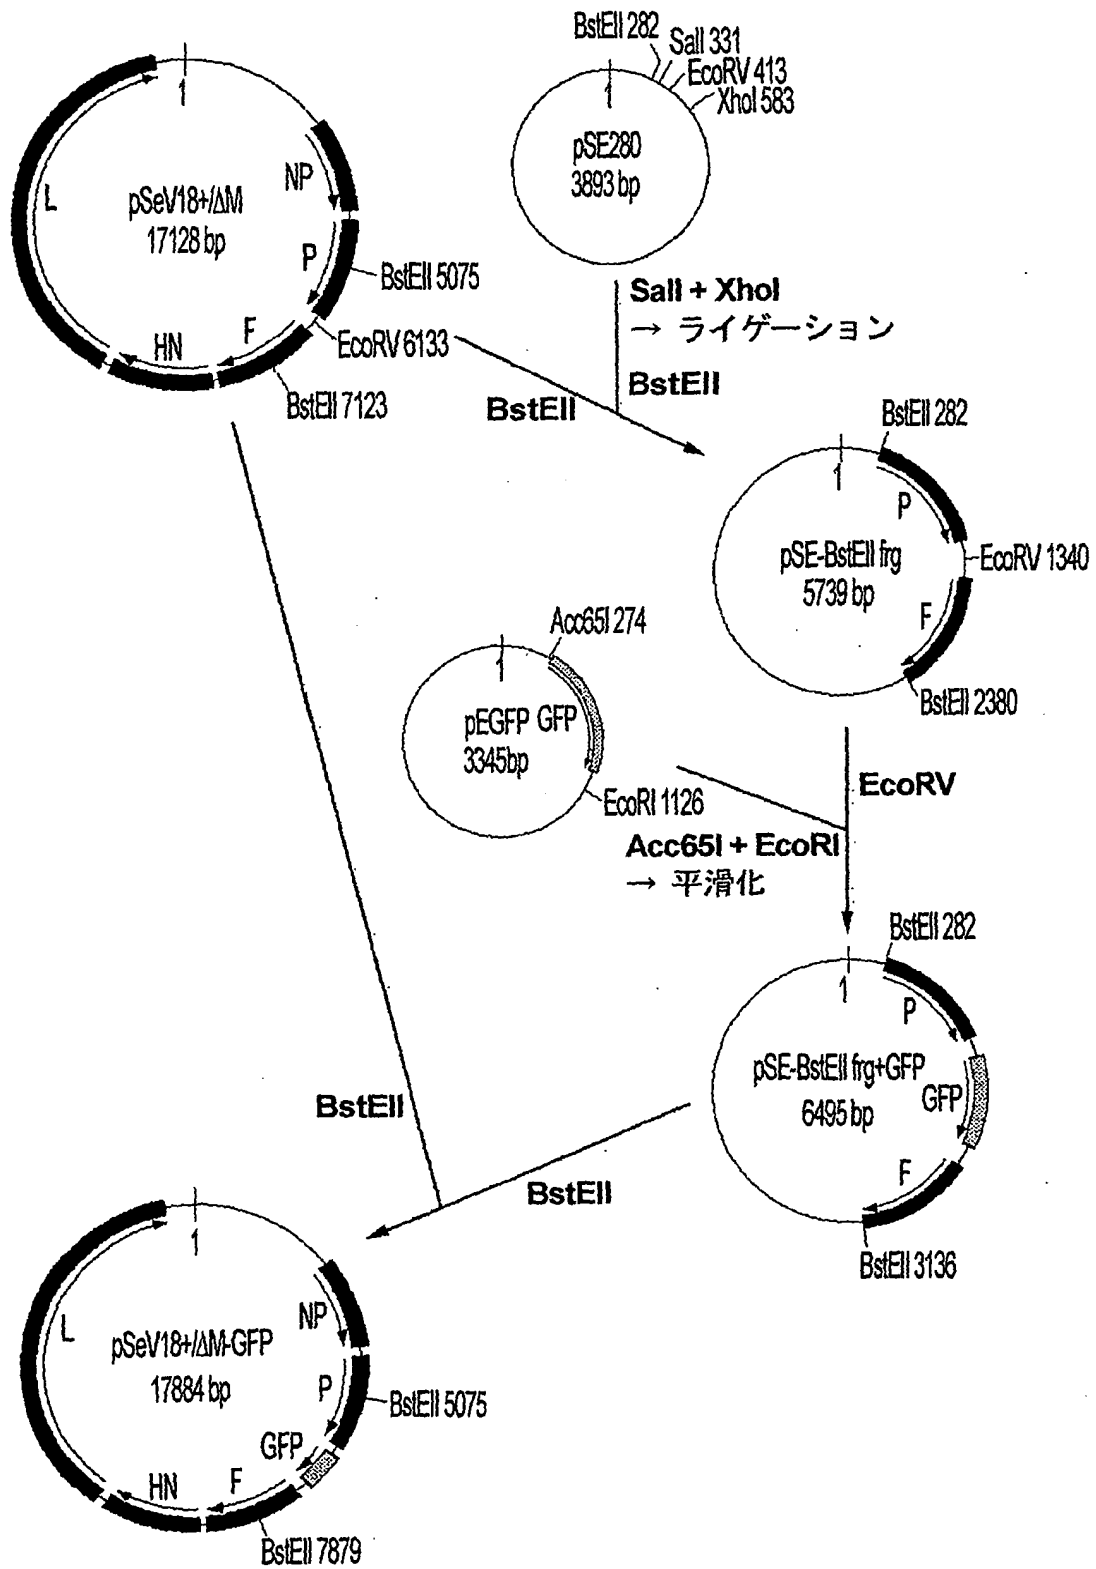 BstEII 282
SalI 331
EcoRV 413
XhoI 583
1
pSE280
3893 bp
1
NP
L
pSeV18+/ΔM
17128 bp
P
BstEII 5075
F
HN
EcoRV 6133
BstEII 7123
SalI + XhoI
→ ライゲーション
BstEII
BstEII
BstEII 282
1
P
pSE-BstEII frg
5739 bp
EcoRV 1340
F
BstEII 2380
Acc65I 274
1
pEGFP GFP
3345bp
EcoRI 1126
EcoRV
Acc65I + EcoRI
→ 平滑化
BstEII 282
1
P
pSE-BstEII frg+GFP
6495 bp
GFP
F
BstEII 3136
BstEII
BstEII
1
NP
L
pSeV18+/ΔM-GFP
17884 bp
P
BstEII 5075
GFP
F
HN
BstEII 7879